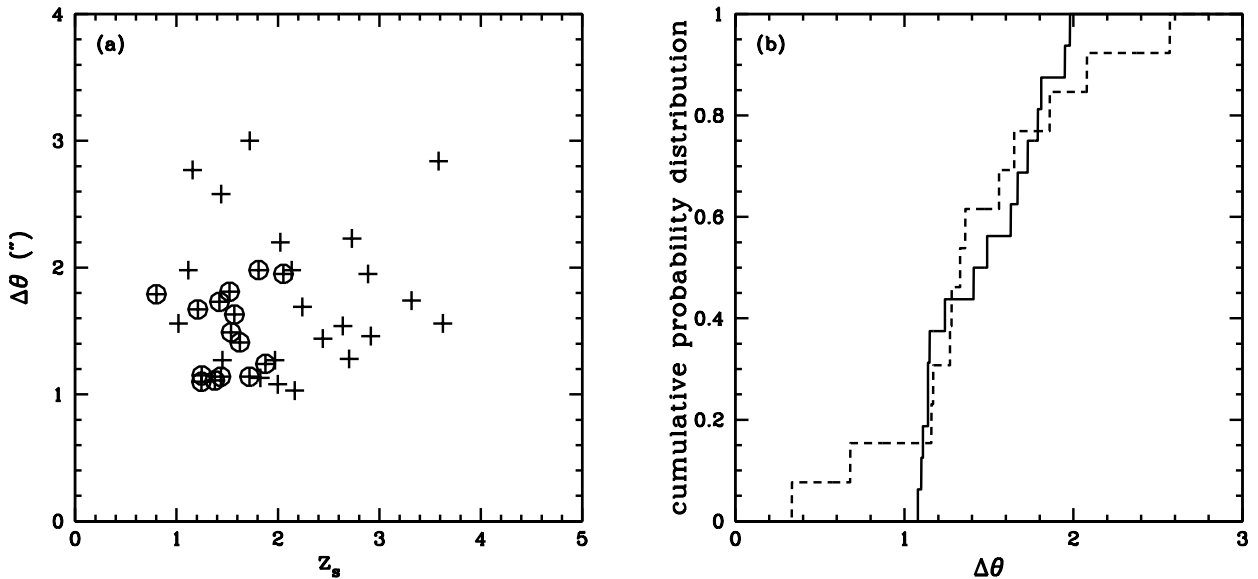 (a)
4
3
2
1
0
Δθ (″)
0 1 2 3 4 5
z_s
(b)
1
0.8
0.6
0.4
0.2
0
cumulative probability distribution
0 1 2 3
Δθ